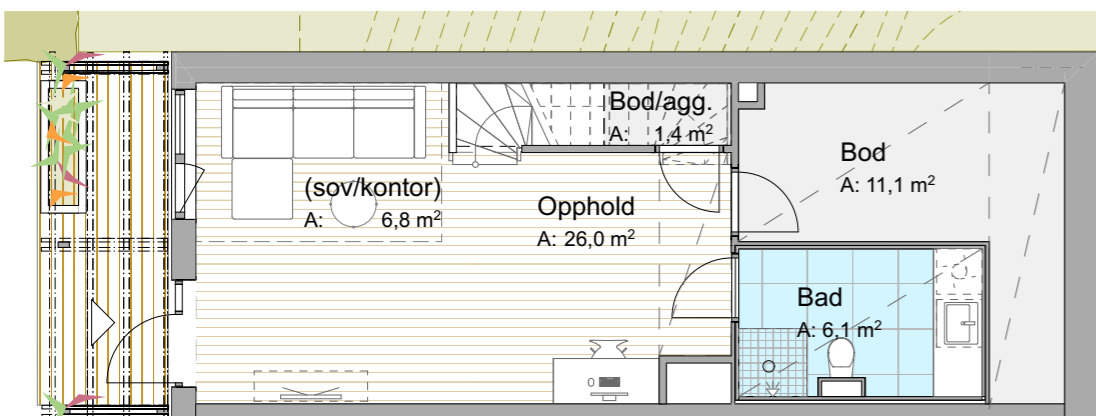 Bod/agg.
A: 1,4 m²
Bod
A: 11,1 m²
(sov/kontor)
A: 6,8 m²
Opphold
A: 26,0 m²
Bad
A: 6,1 m²